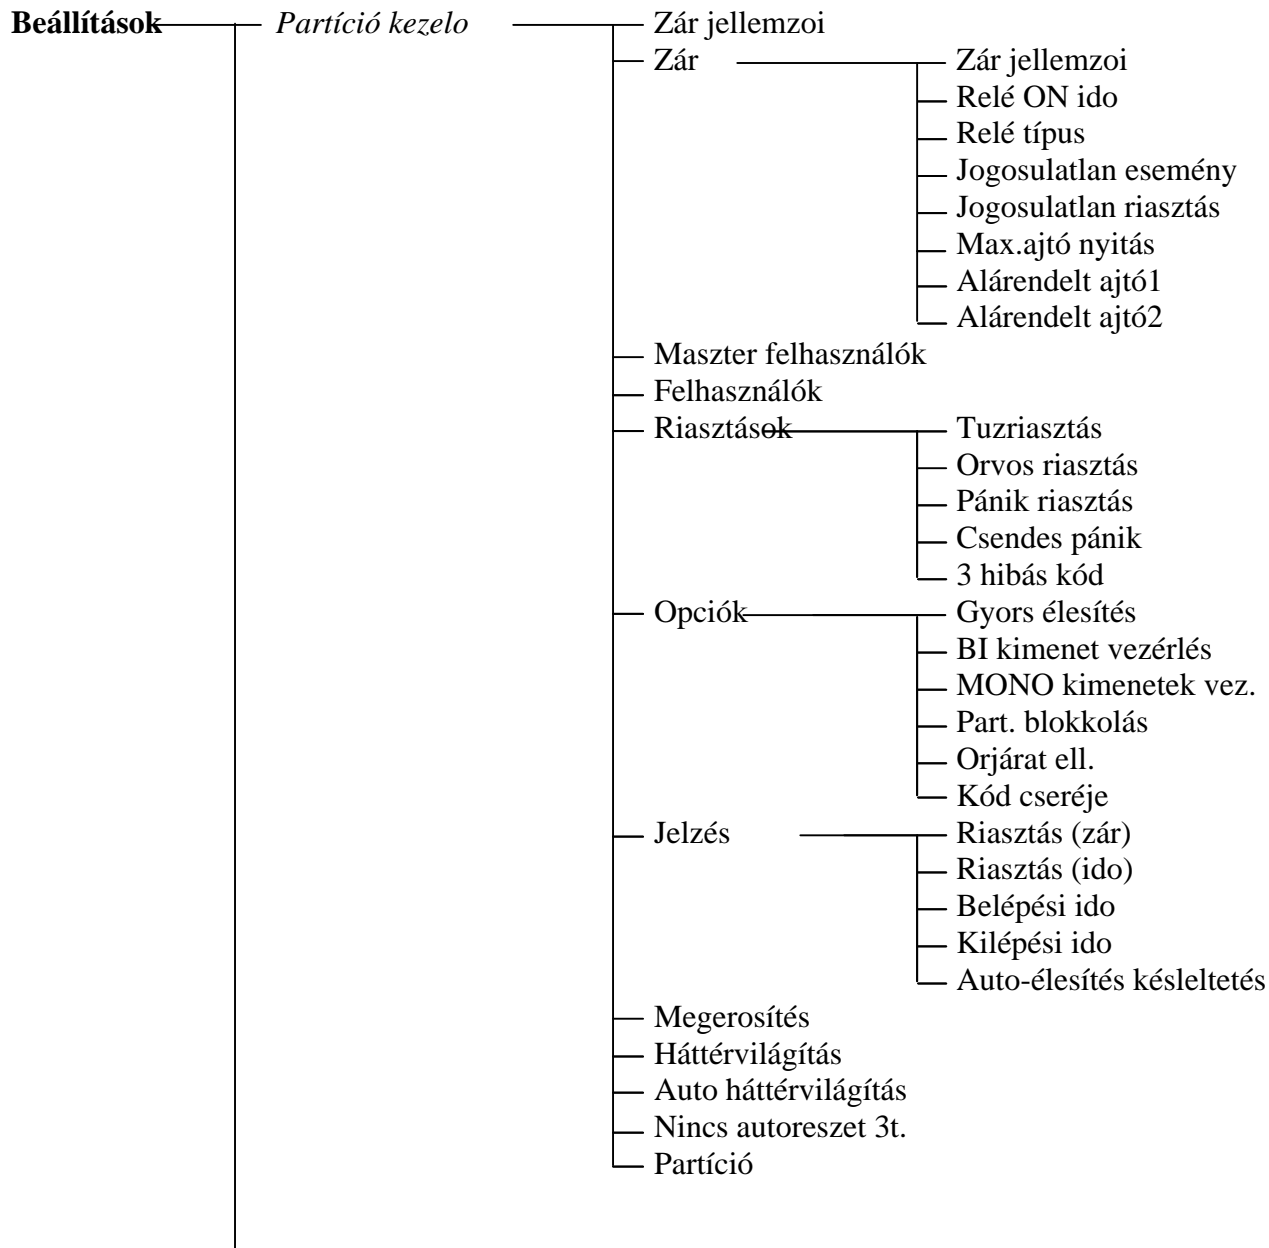 Beállítások Partíció kezelo Zár jellemzoi
Zár Zár jellemzoi
Relé ON ido
Relé típus
Jogosulatlan esemény
Jogosulatlan riasztás
Max.ajtó nyitás
Alárendelt ajtó1
Alárendelt ajtó2
Maszter felhasználók
Felhasználók
Riasztások Tuzriasztás
Orvos riasztás
Pánik riasztás
Csendes pánik
3 hibás kód
Opciók Gyors élesítés
BI kimenet vezérlés
MONO kimenetek vez.
Part. blokkolás
Orjárat ell.
Kód cseréje
Jelzés Riasztás (zár)
Riasztás (ido)
Belépési ido
Kilépési ido
Auto-élesítés késleltetés
Megerosítés
Háttérvilágítás
Auto háttérvilágítás
Nincs autoreszet 3t.
Partíció